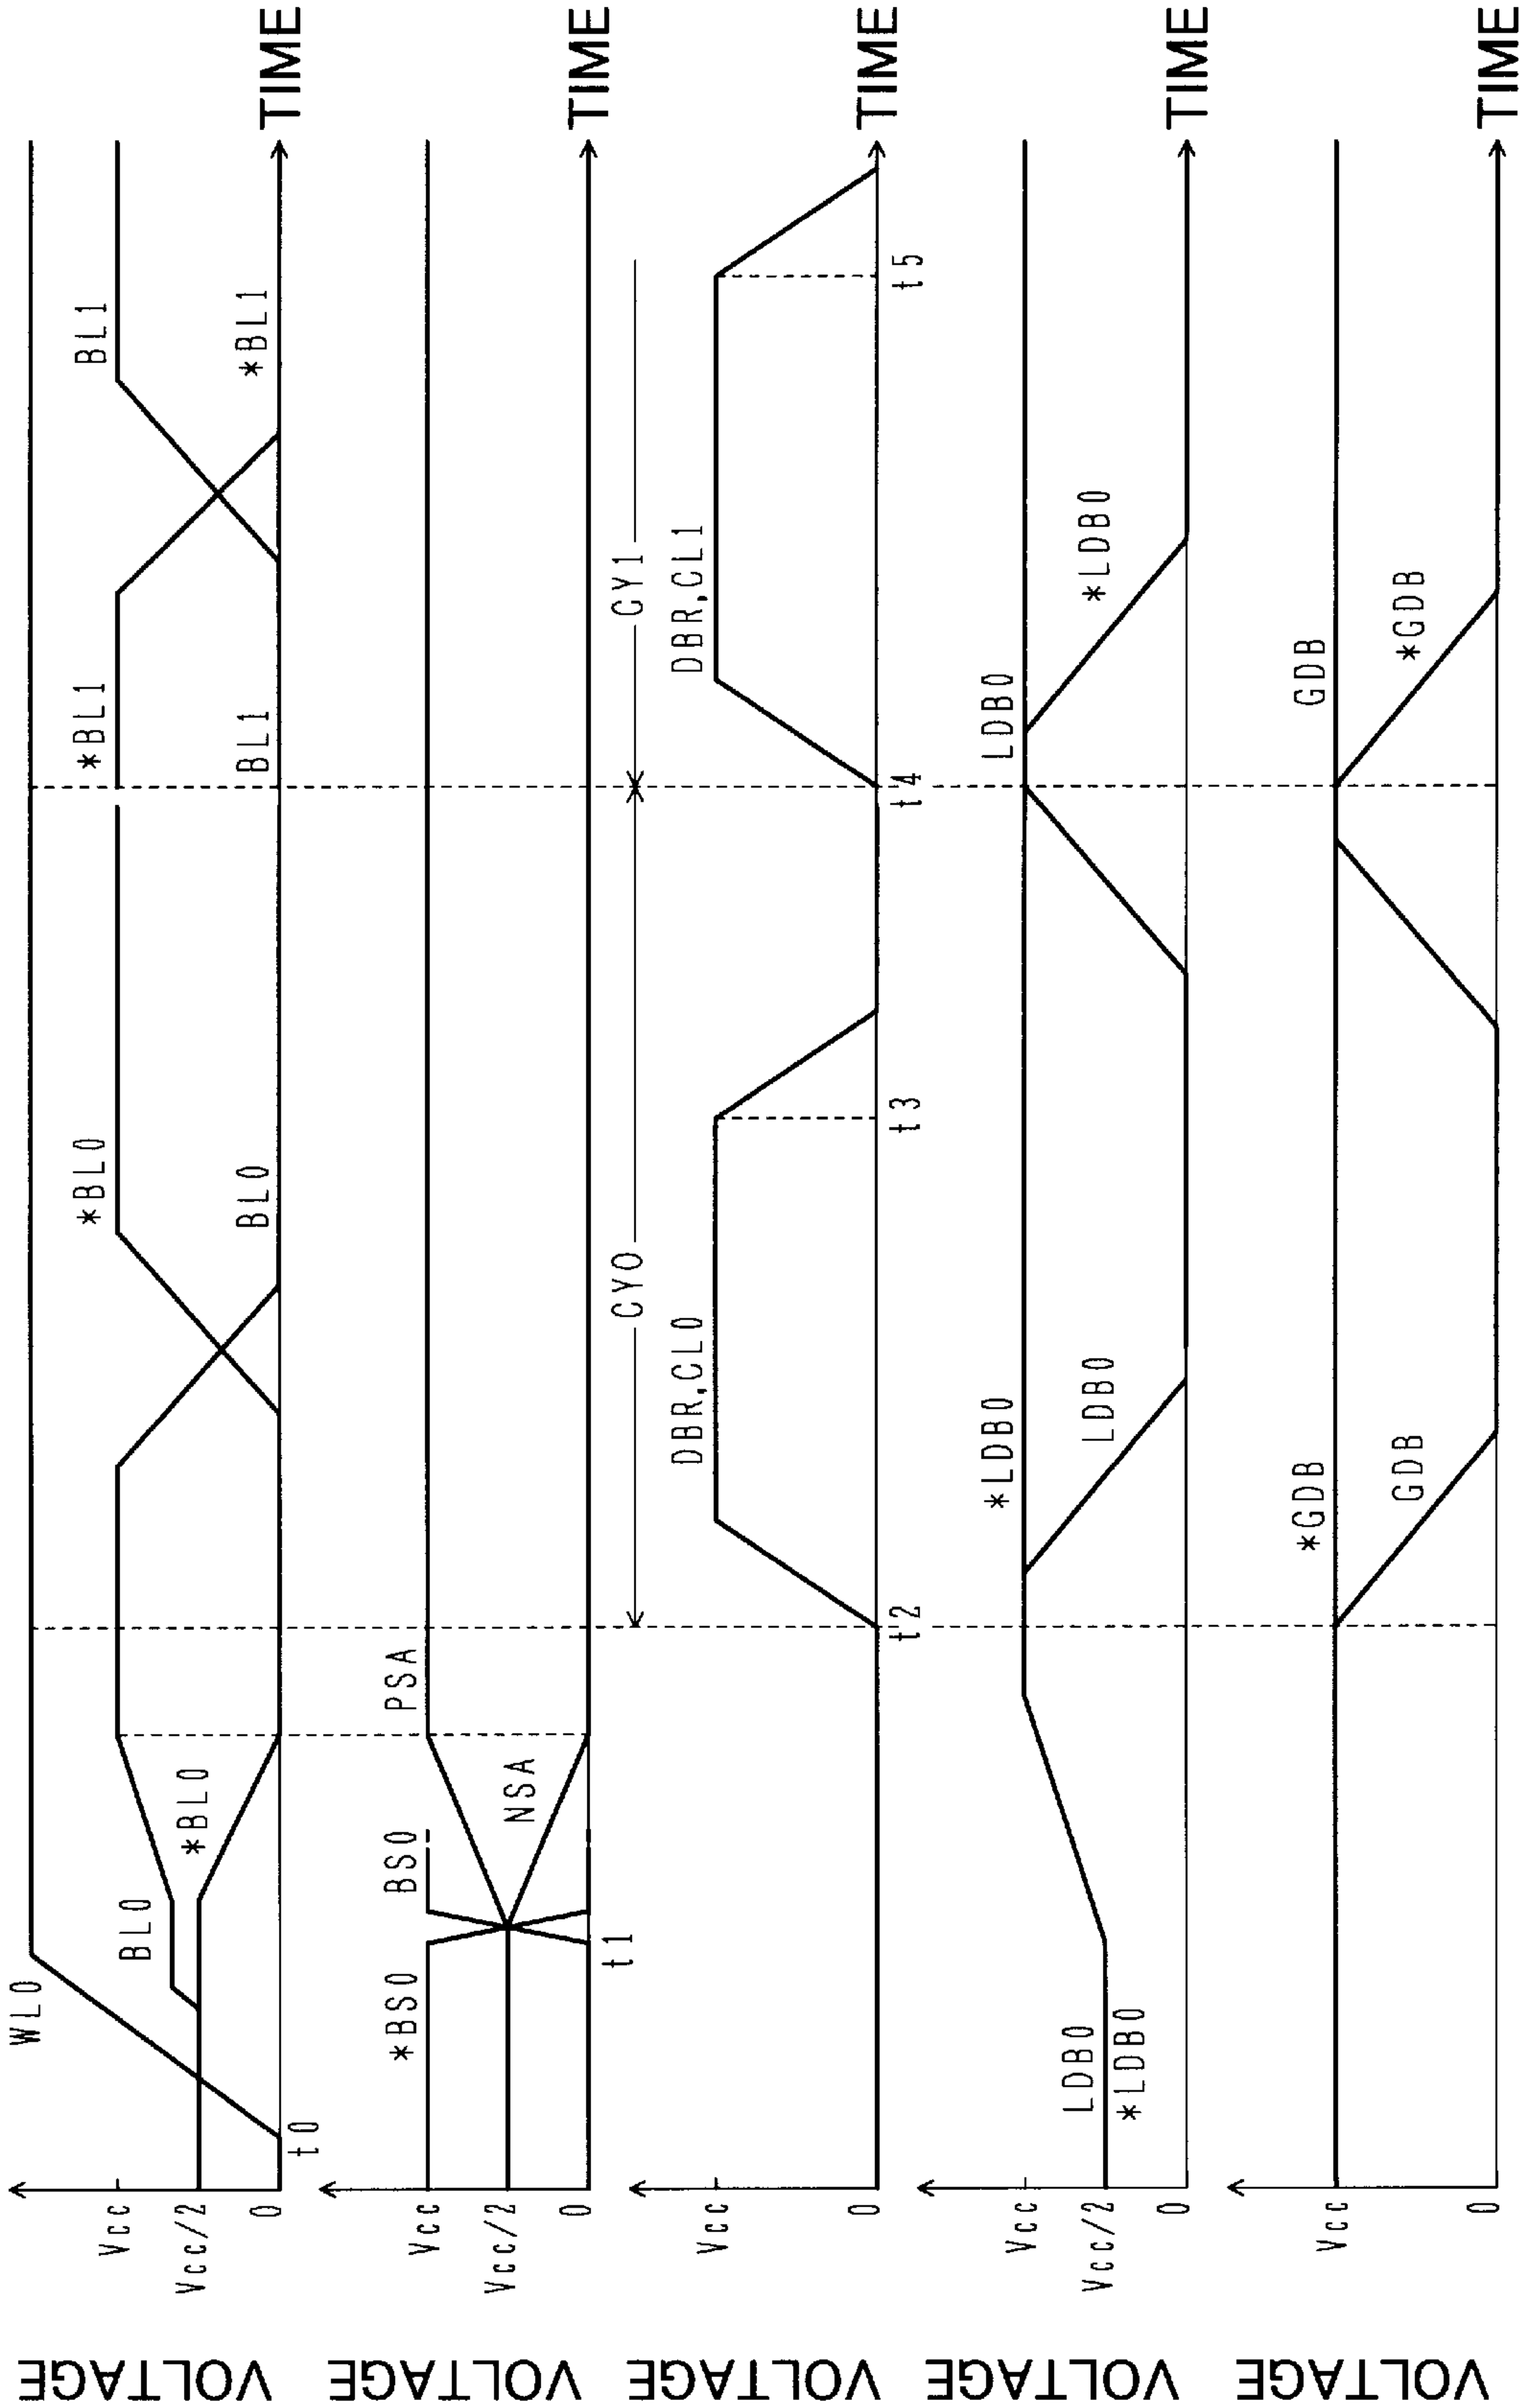 VOLTAGE
Vcc
Vcc/2
0
t0
WL0
BL0
*BL0
*BL0
BL0
*BL1
BL1
BL1
*BL1
TIME
VOLTAGE
Vcc
Vcc/2
0
*BS0
BS0
t1
NSA
PSA
TIME
CY0
CY1
VOLTAGE
Vcc
0
t2
DBR,CL0
t3
t4
DBR,CL1
t5
TIME
VOLTAGE
Vcc
Vcc/2
0
LDB0
*LDB0
*LDB0
LDB0
LDB0
*LDB0
TIME
VOLTAGE
Vcc
0
*GDB
GDB
GDB
*GDB
TIME